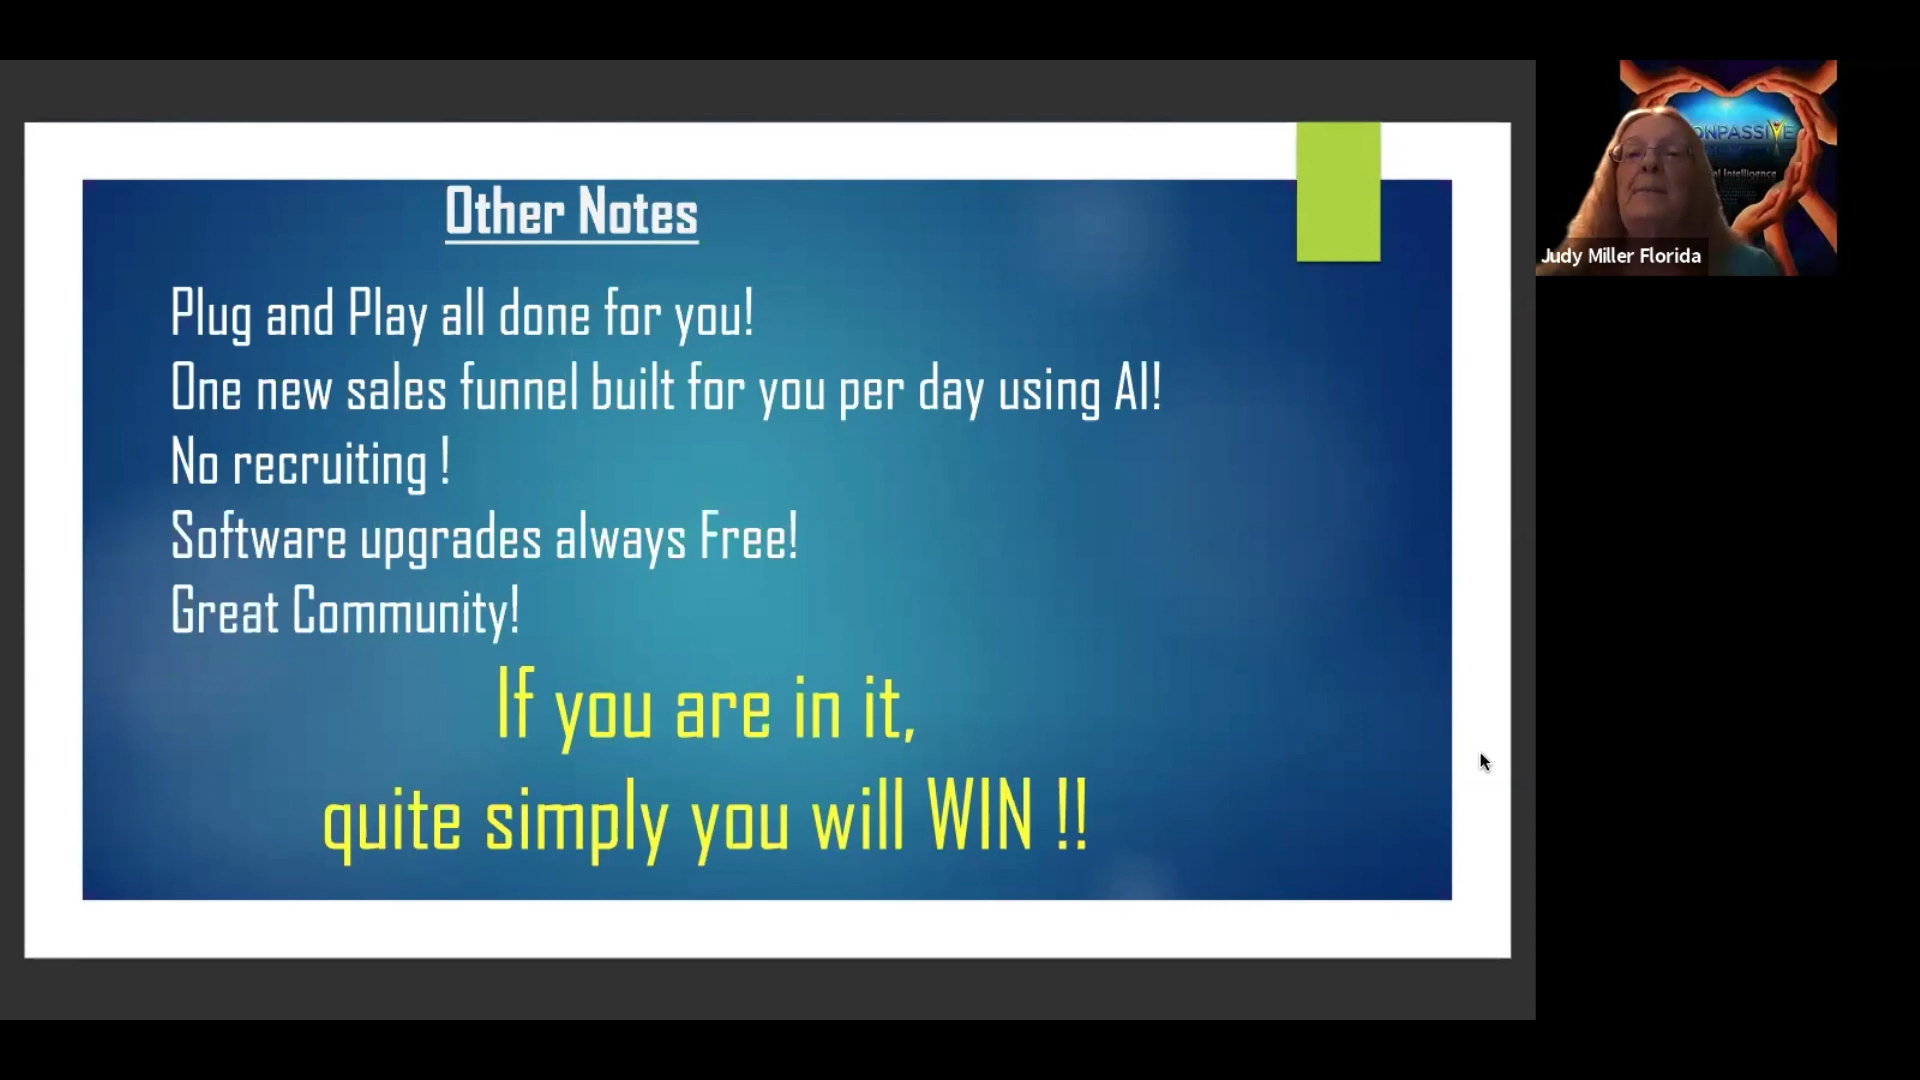 Other Notes
Plug and Play all done for you!
One new sales funnel built for you per day using AI!
No recruiting !
Software upgrades always Free!
Great Community!
If you are in it,
quite simply you will WIN !!
ONPASSIVE
Intelligence
Judy Miller Florida